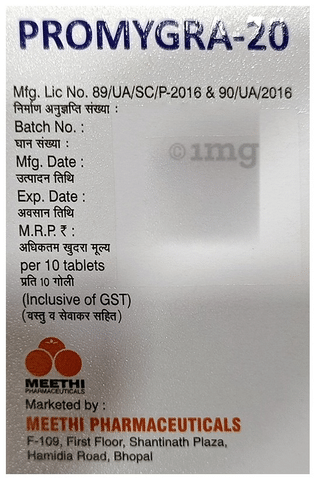 PROMYGRA-20
Mfg. Lic No. 89/UA/SC/P-2016 & 90/UA/2016
निर्माण अनुज्ञप्ति संख्या :
Batch No. :
घान संख्या :
Mfg. Date :
उत्पादन तिथि
Exp. Date :
अवसान तिथि
M.R.P. ₹ :
अधिकतम खुदरा मूल्य
per 10 tablets
प्रति 10 गोली
(Inclusive of GST)
(वस्तु व सेवाकर सहित)
©1mg
MEETHI
PHARMACEUTICALS
Marketed by :
MEETHI PHARMACEUTICALS
F-109, First Floor, Shantinath Plaza,
Hamidia Road, Bhopal